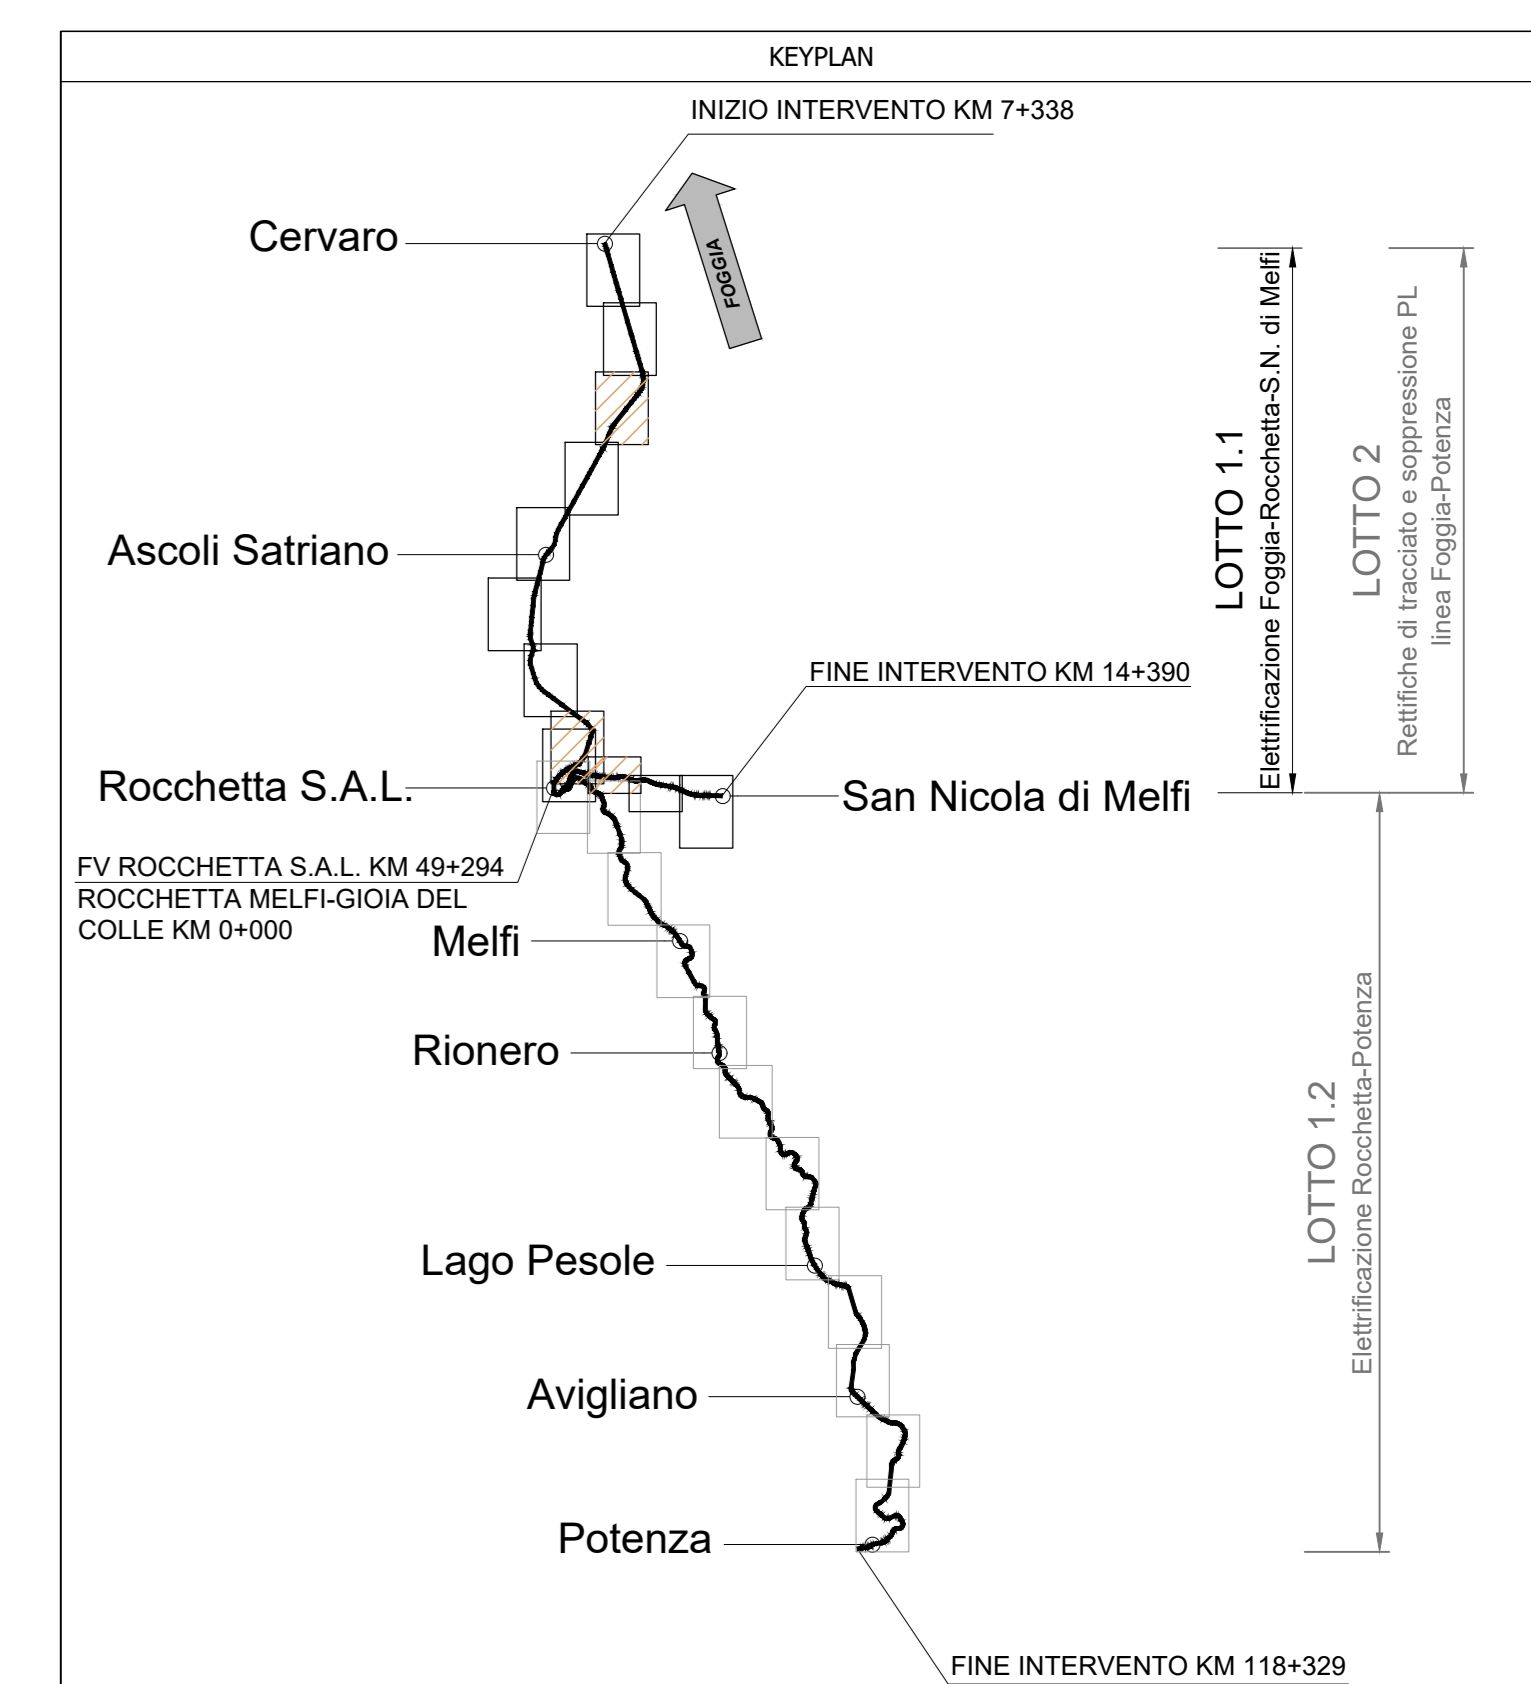 KEYPLAN
INIZIO INTERVENTO KM 7+338
FOGGIA
Cervaro
Ascoli Satriano
LOTTO 1.1
Elettrificazione Foggia-Rocchetta-S.N. di Melfi
LOTTO 2
Rettifiche di tracciato e soppressione PL
linea Foggia-Potenza
FINE INTERVENTO KM 14+390
Rocchetta S.A.L.
San Nicola di Melfi
FV ROCCHETTA S.A.L. KM 49+294
ROCCHETTA MELFI-GIOIA DEL
COLLE KM 0+000
Melfi
Rionero
LOTTO 1.2
Elettrificazione Rocchetta-Potenza
Lago Pesole
Avigliano
Potenza
FINE INTERVENTO KM 118+329